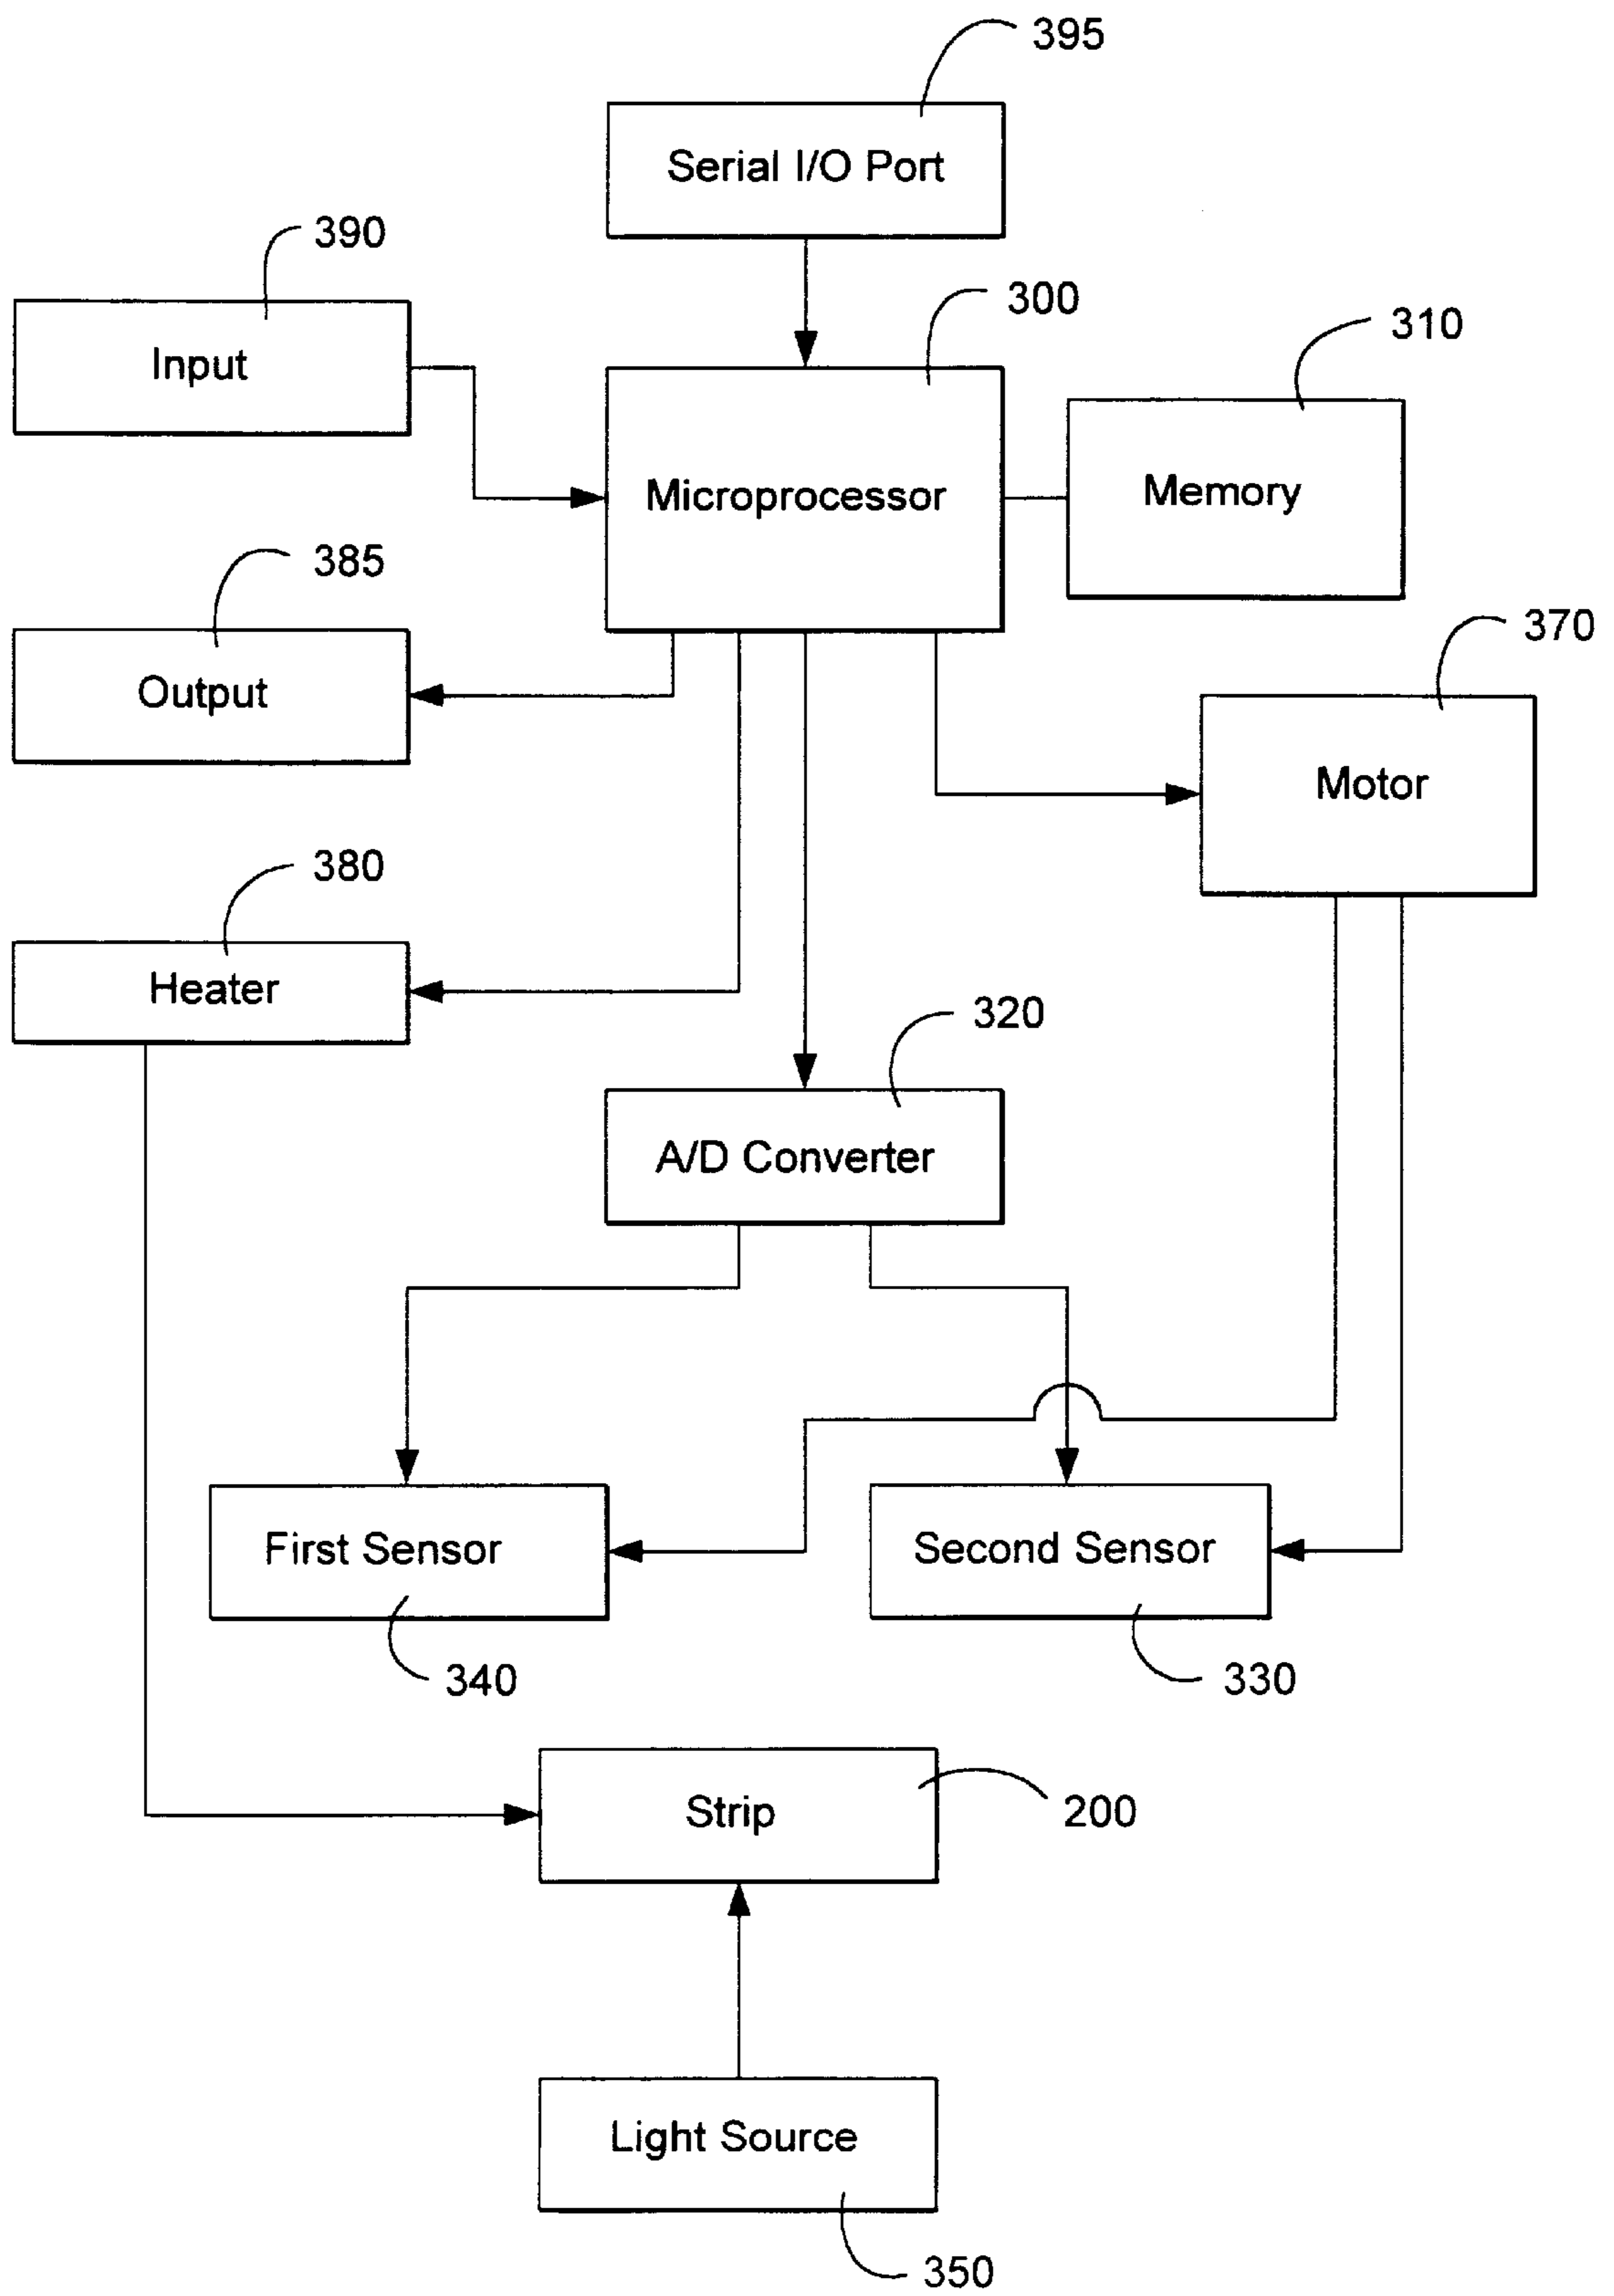 395
Serial I/O Port
390
300
310
Input
Microprocessor
Memory
385
370
Output
Motor
380
Heater
320
A/D Converter
First Sensor
Second Sensor
340
330
Strip
200
Light Source
350